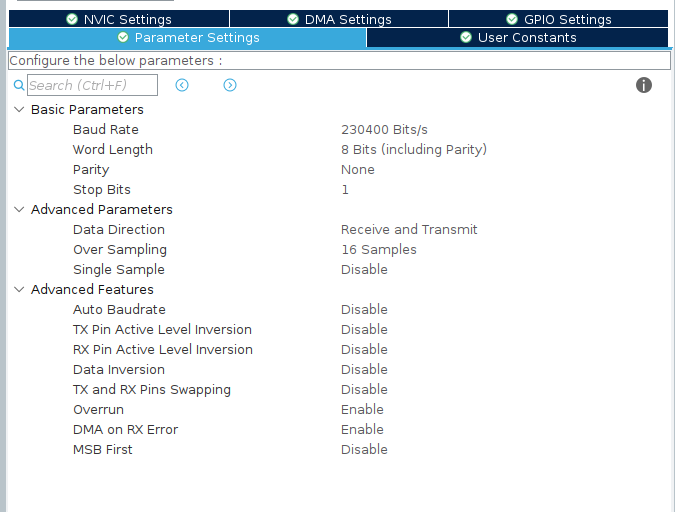 NVIC Settings DMA Settings GPIO Settings
Parameter Settings User Constants
Configure the below parameters :
Search (Ctrl+F)
Basic Parameters
Baud Rate 230400 Bits/s
Word Length 8 Bits (including Parity)
Parity None
Stop Bits 1
Advanced Parameters
Data Direction Receive and Transmit
Over Sampling 16 Samples
Single Sample Disable
Advanced Features
Auto Baudrate Disable
TX Pin Active Level Inversion Disable
RX Pin Active Level Inversion Disable
Data Inversion Disable
TX and RX Pins Swapping Disable
Overrun Enable
DMA on RX Error Enable
MSB First Disable